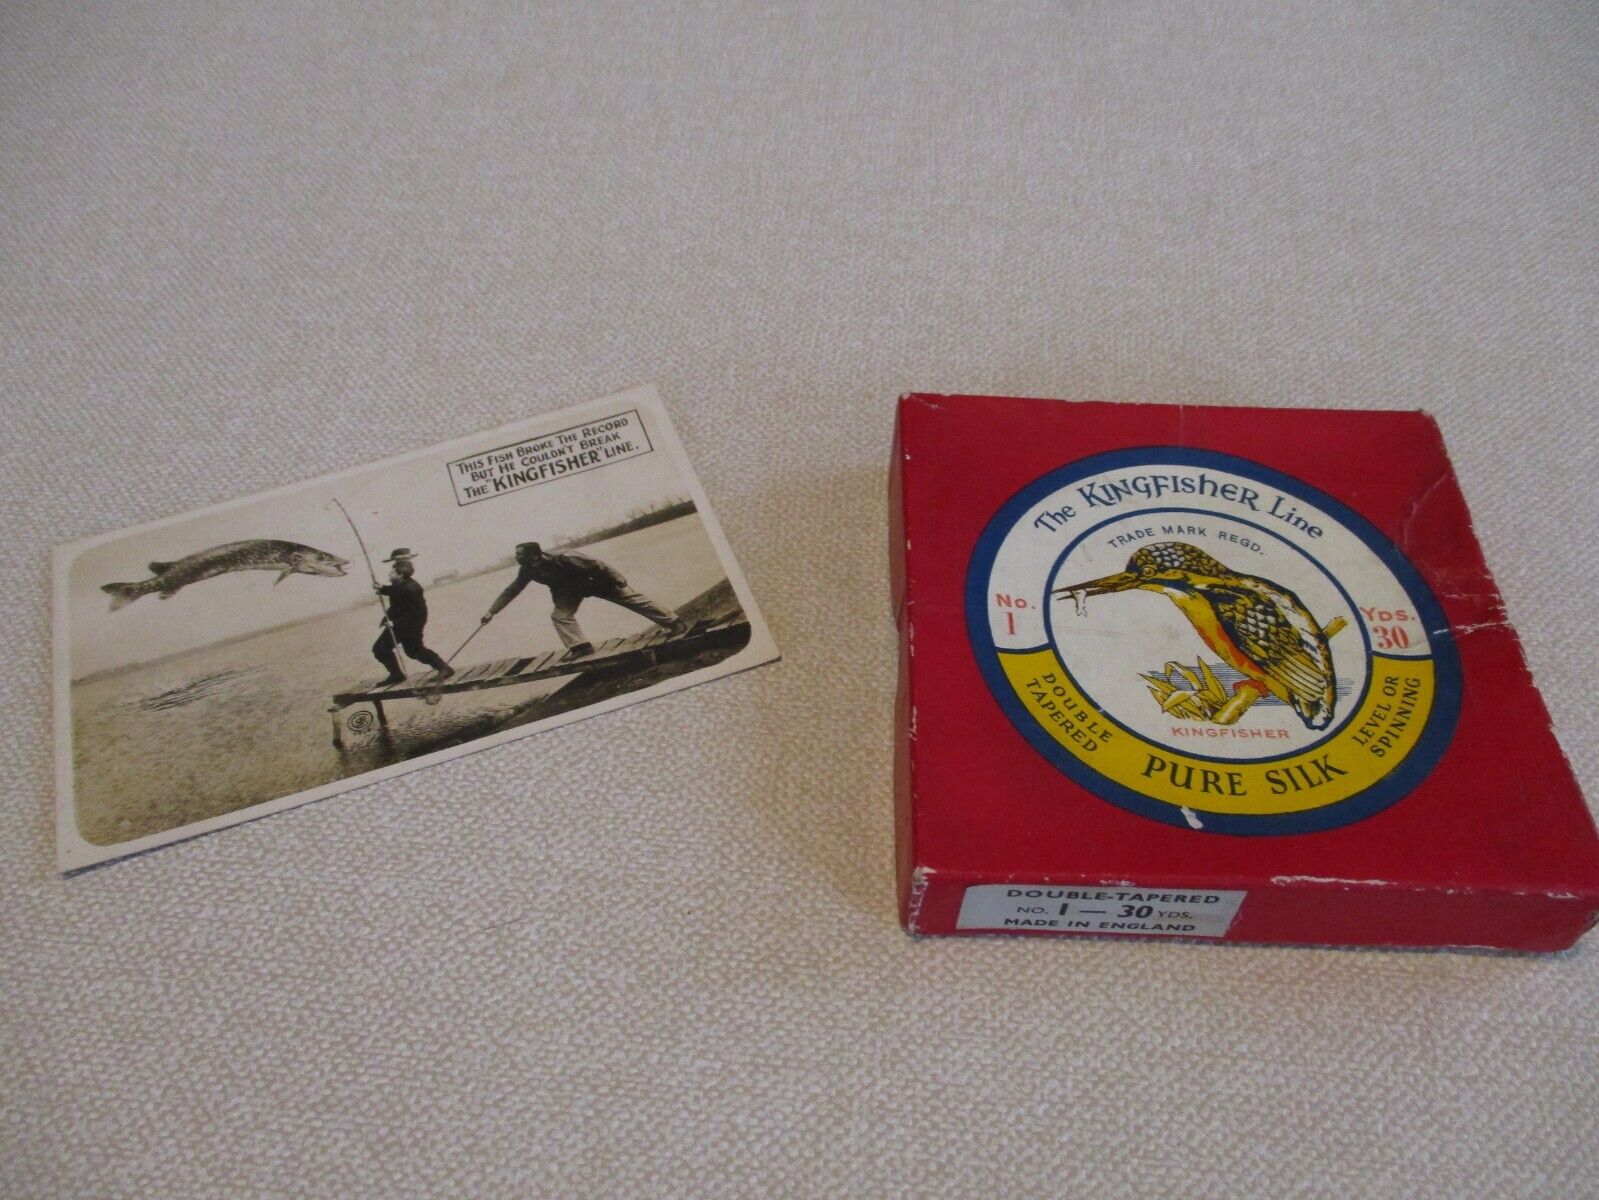 THIS FISH BROKE THE RECORD
BUT HE COULDN'T BREAK
THE "KINGFISHER" LINE.
The KINGFISHER Line
TRADE MARK REGD.
No. 1
YDS. 30
KINGFISHER
DOUBLE
TAPERED
PURE SILK
LEVEL OR
SPINNING
DOUBLE-TAPERED
NO. 1 — 30 YDS.
MADE IN ENGLAND